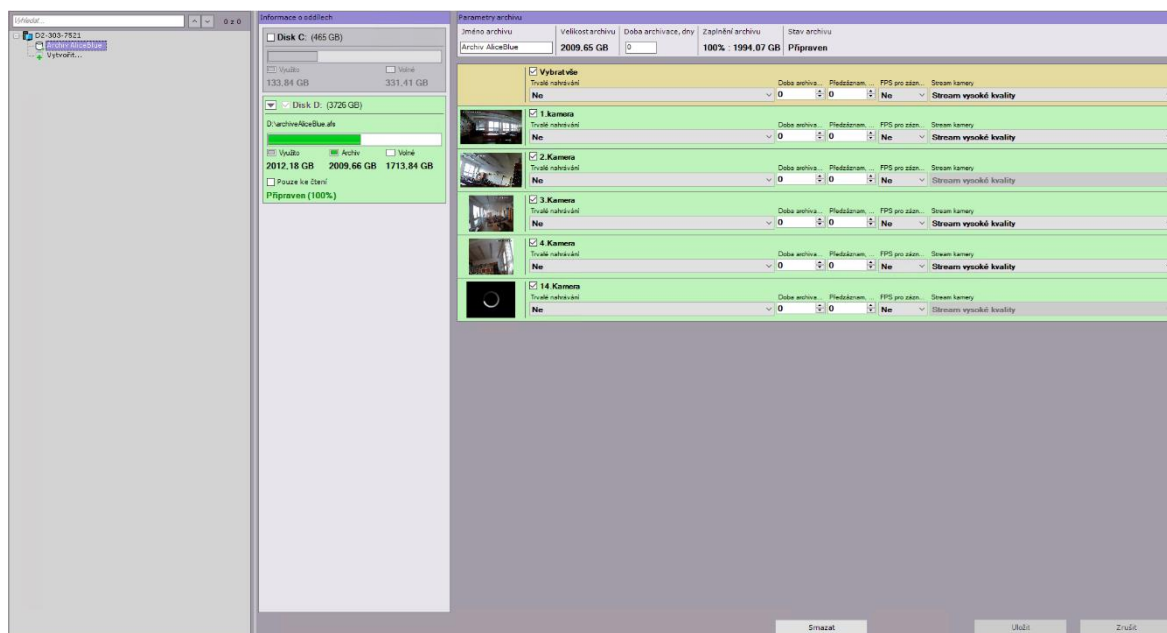 Vyhledat...
0 z 0
D2-303-7521
Archiv AliceBlue
Vytvořit...
Informace o oddílech
Disk C: (465 GB)
Využito Volné
133,84 GB 331,41 GB
Disk D: (3726 GB)
D:\archiveAliceBlue.afs
Využito Archiv Volné
2012,18 GB 2009,66 GB 1713,84 GB
Pouze ke čtení
Připraven (100%)
Parametry archivu
Jméno archivu Velikost archivu Doba archivace, dny Zaplnění archivu Stav archivu
Archiv AliceBlue 2009,65 GB 0 100% : 1994,07 GB Připraven
Vybrat vše
Trvalé nahrávání Doba archiva... Předzáznam, ... FPS pro zázn... Stream kamery
Ne 0 0 Ne Stream vysoké kvality
1.kamera
Trvalé nahrávání Doba archiva... Předzáznam, ... FPS pro zázn... Stream kamery
Ne 0 0 Ne Stream vysoké kvality
2.Kamera
Trvalé nahrávání Doba archiva... Předzáznam, ... FPS pro zázn... Stream kamery
Ne 0 0 Ne Stream vysoké kvality
3.Kamera
Trvalé nahrávání Doba archiva... Předzáznam, ... FPS pro zázn... Stream kamery
Ne 0 0 Ne Stream vysoké kvality
4.Kamera
Trvalé nahrávání Doba archiva... Předzáznam, ... FPS pro zázn... Stream kamery
Ne 0 0 Ne Stream vysoké kvality
14.Kamera
Trvalé nahrávání Doba archiva... Předzáznam, ... FPS pro zázn... Stream kamery
Ne 0 0 Ne Stream vysoké kvality
Smazat Uložit Zrušit